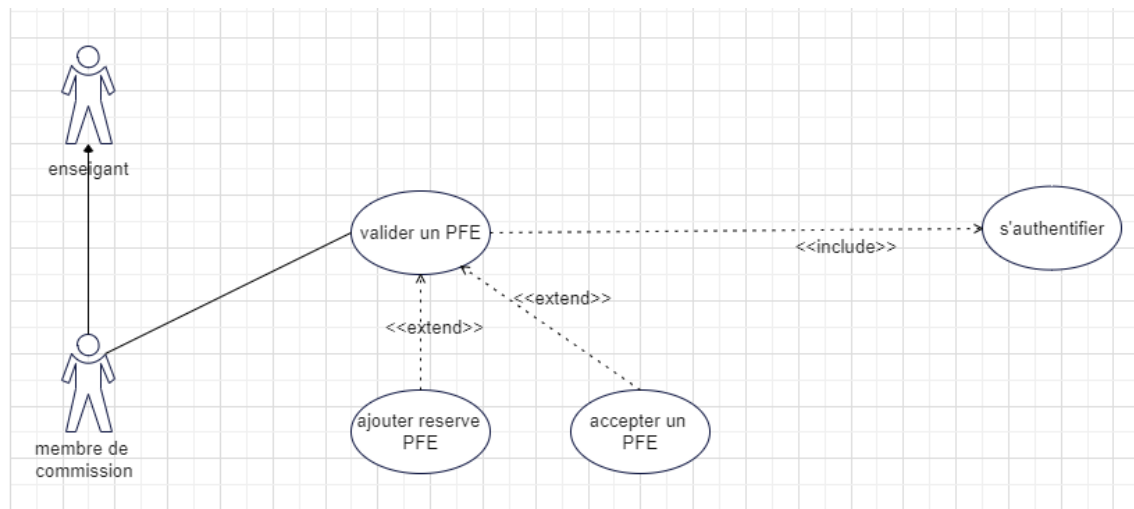 enseigant
valider un PFE
s'authentifier
<<include>>
<<extend>>
<<extend>>
ajouter reserve
PFE
accepter un
PFE
membre de
commission